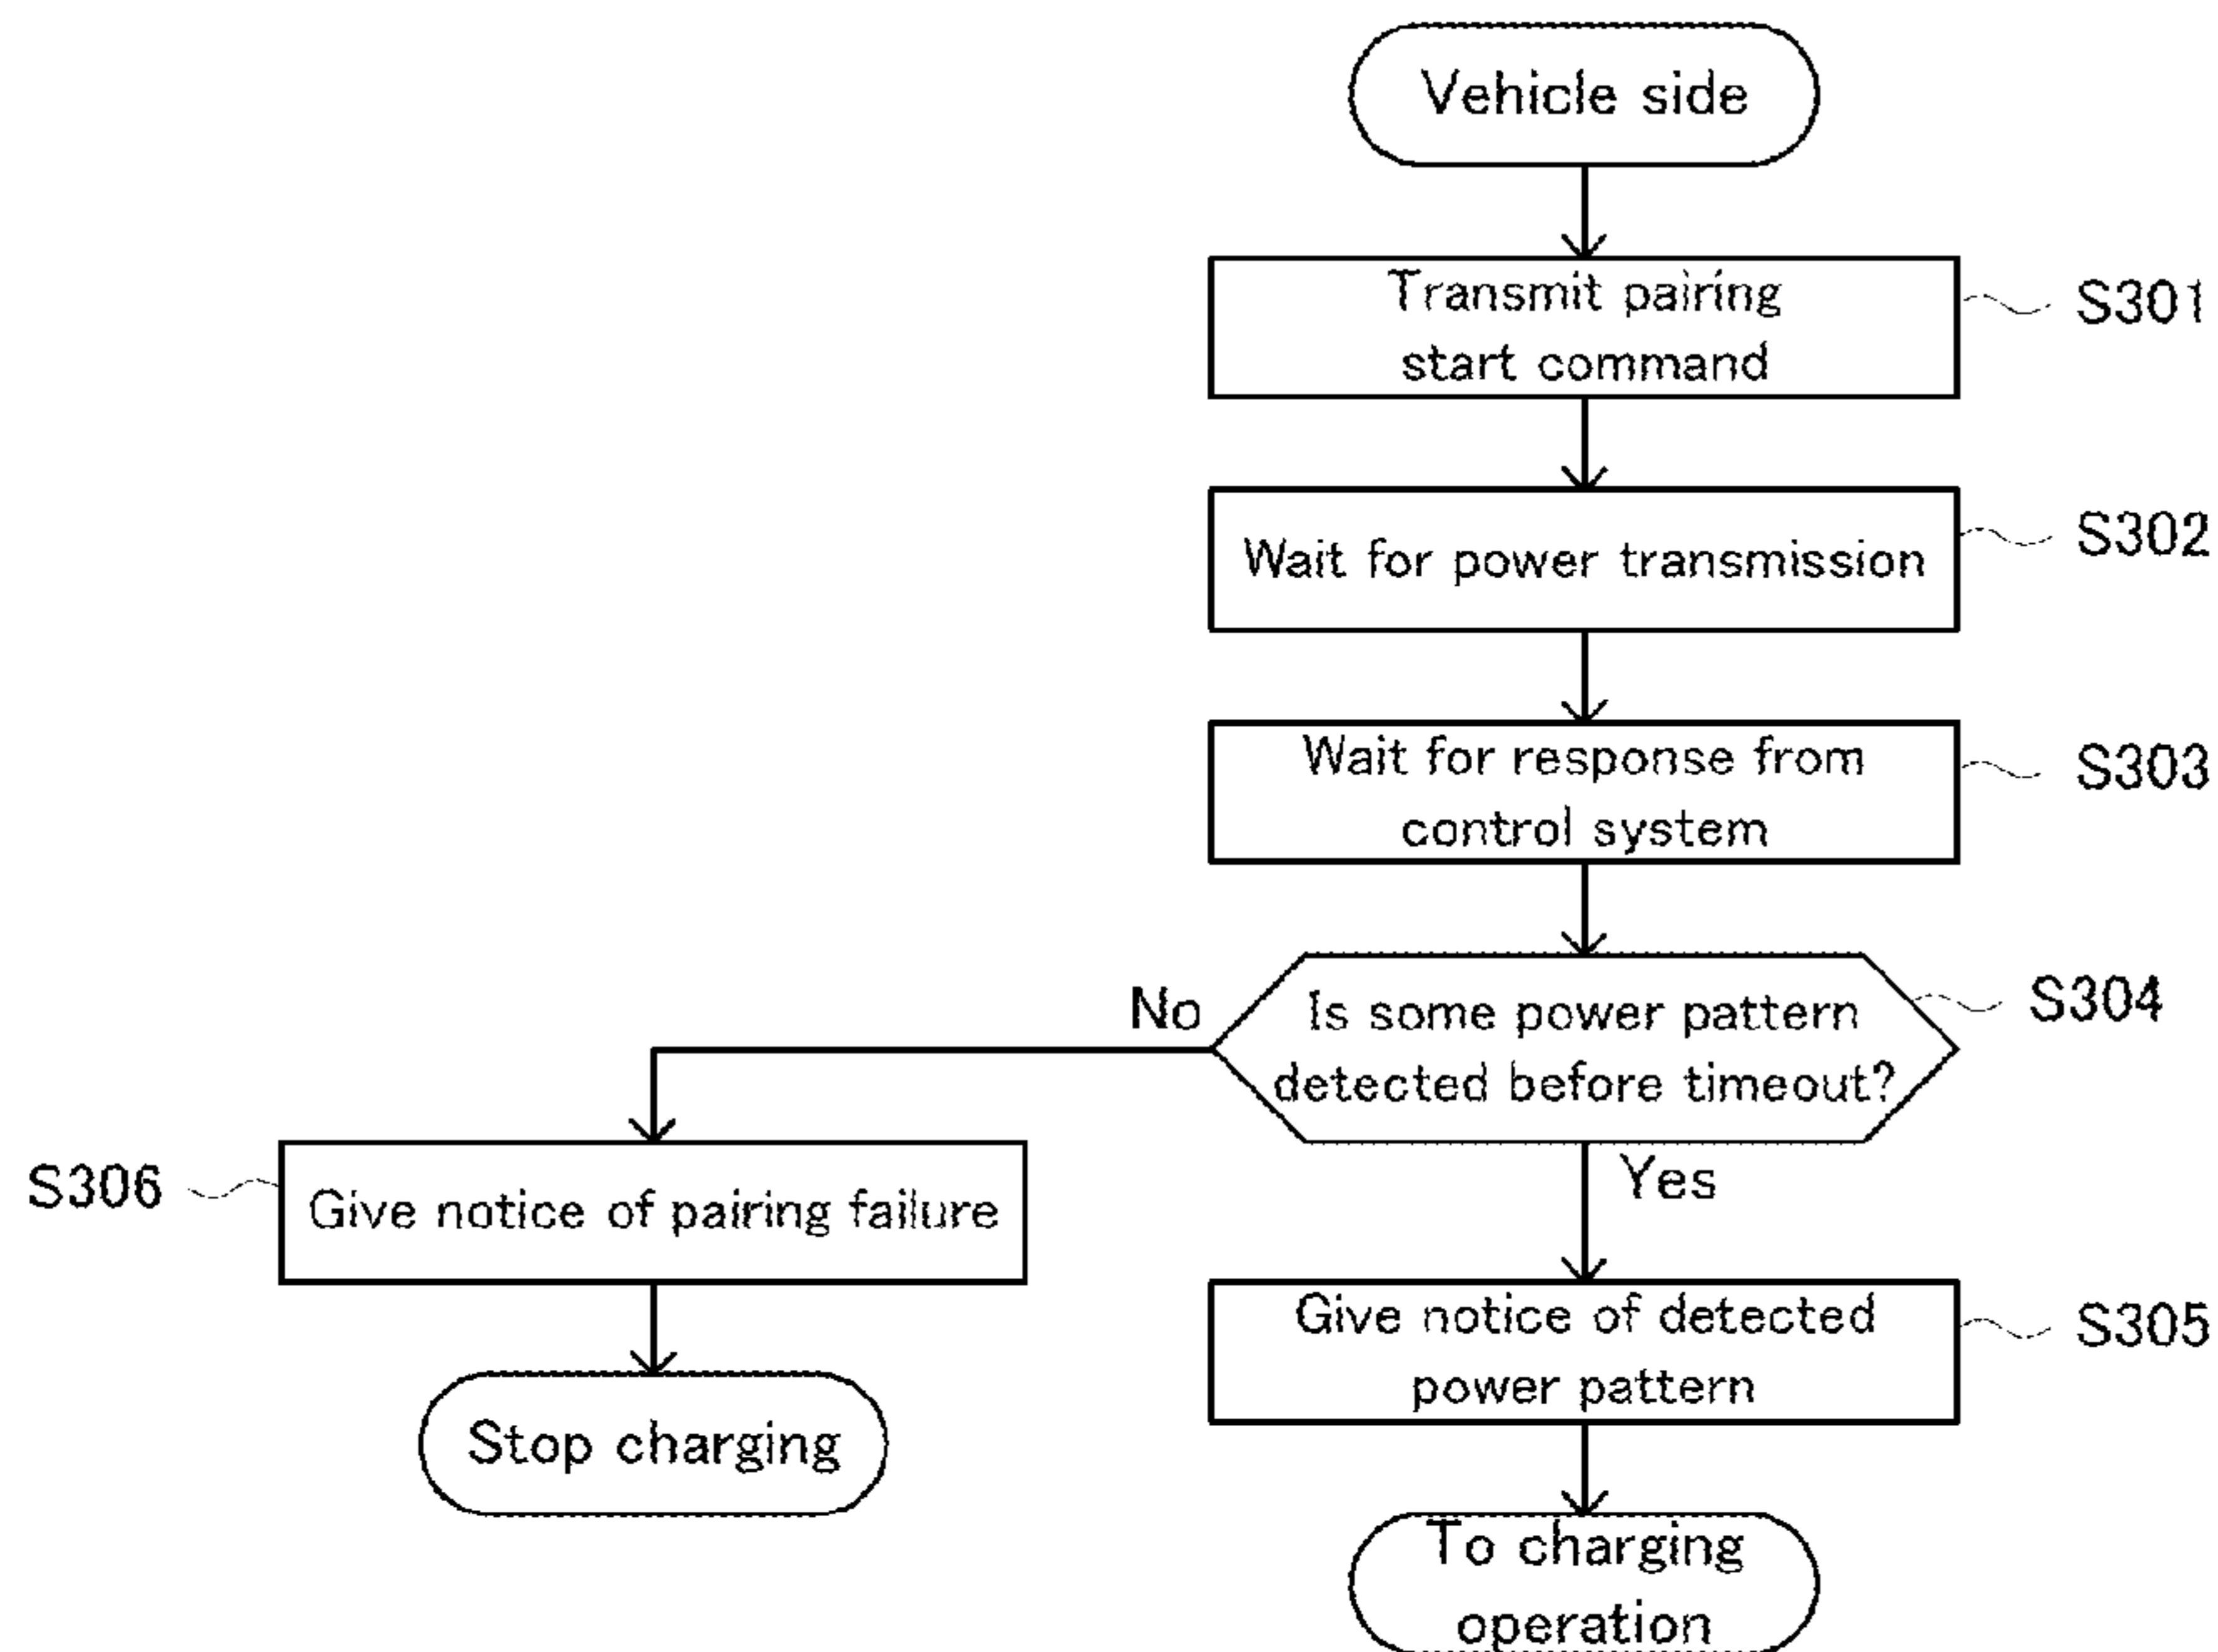 Vehicle side
Transmit pairing
start command
S301
Wait for power transmission
S302
Wait for response from
control system
S303
Is some power pattern
detected before timeout?
S304
No
Yes
S306
Give notice of pairing failure
Give notice of detected
power pattern
S305
Stop charging
To charging
operation